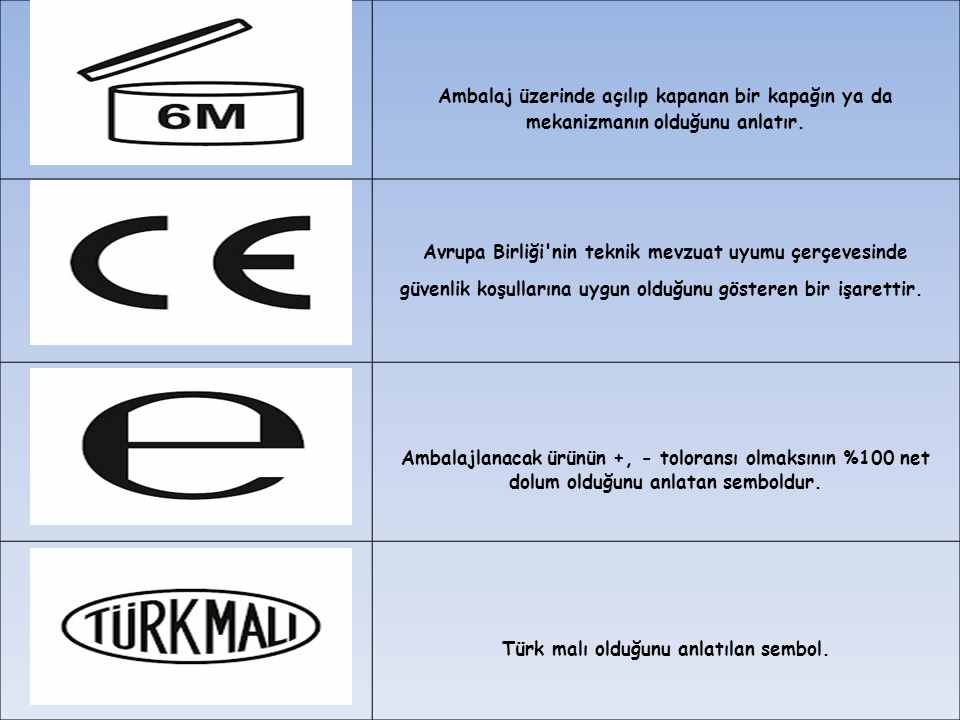 6M
Ambalaj üzerinde açılıp kapanan bir kapağın ya da
mekanizmanın olduğunu anlatır.
CE
Avrupa Birliği'nin teknik mevzuat uyumu çerçevesinde
güvenlik koşullarına uygun olduğunu gösteren bir işarettir.
e
Ambalajlanacak ürünün +, - toloransı olmaksının %100 net
dolum olduğunu anlatan semboldur.
TÜRK MALI
Türk malı olduğunu anlatılan sembol.